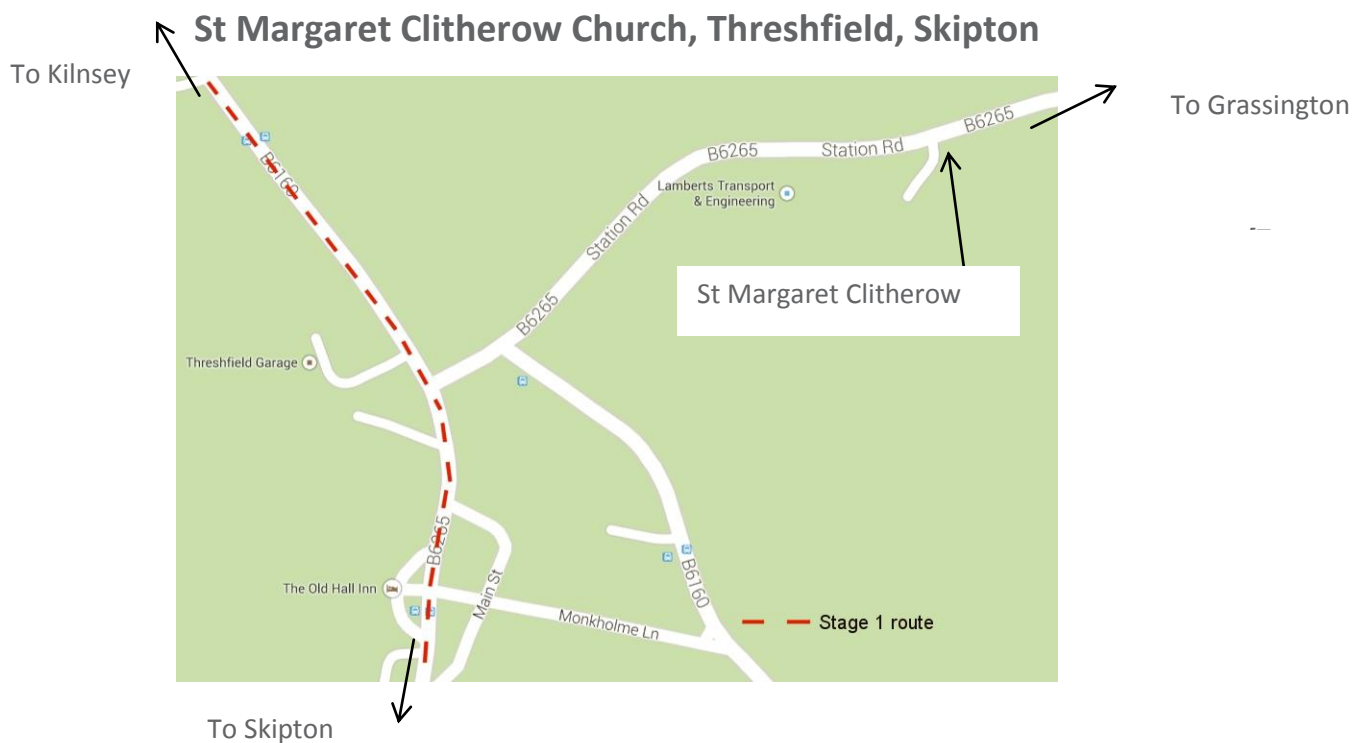 St Margaret Clitherow Church, Threshfield, Skipton
To Kilnsey
To Grassington
B6265
B6160
B6265
Station Rd
Lamberts Transport
& Engineering
Station Rd
St Margaret Clitherow
B6265
Threshfield Garage
B6265
The Old Hall Inn
Main St
B6160
Monkholme Ln
Stage 1 route
To Skipton